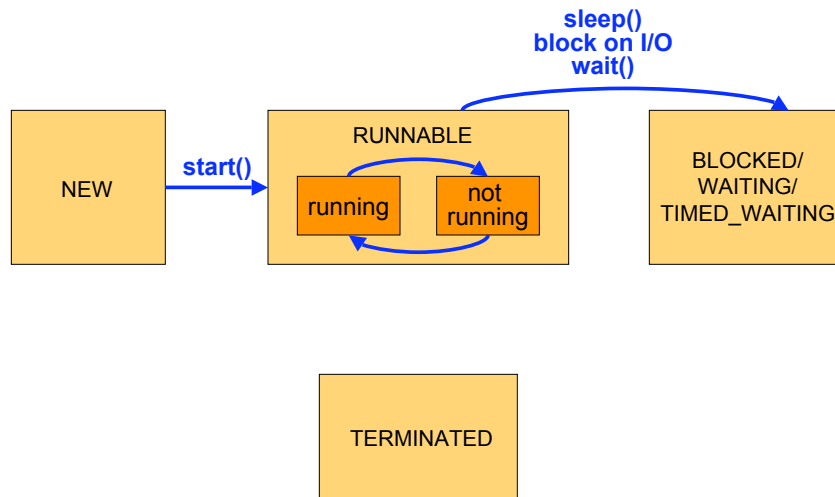 sleep()
block on I/O
wait()
RUNNABLE
start()
NEW
running
not
running
BLOCKED/
WAITING/
TIMED_WAITING
TERMINATED